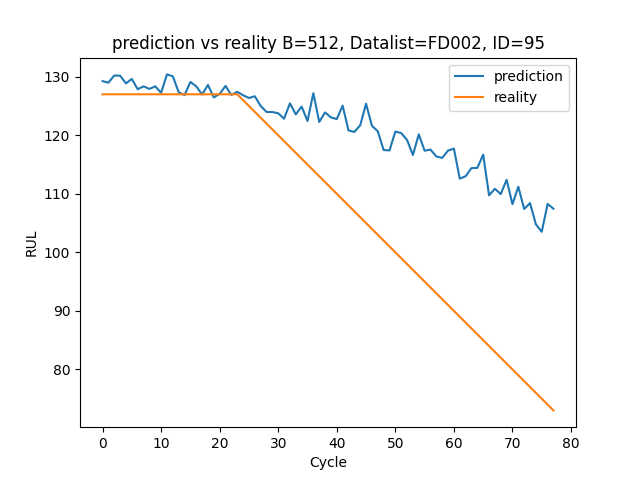 prediction vs reality B=512, Datalist=FD002, ID=95
prediction
reality
RUL
130
120
110
100
90
80
0 10 20 30 40 50 60 70 80
Cycle